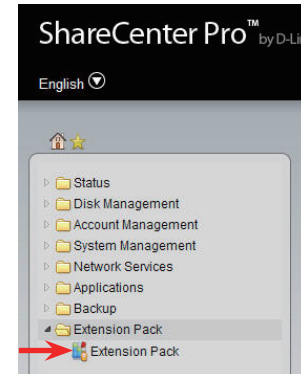 ShareCenter Pro™ by D-Li
English
Status
Disk Management
Account Management
System Management
Network Services
Applications
Backup
Extension Pack
Extension Pack